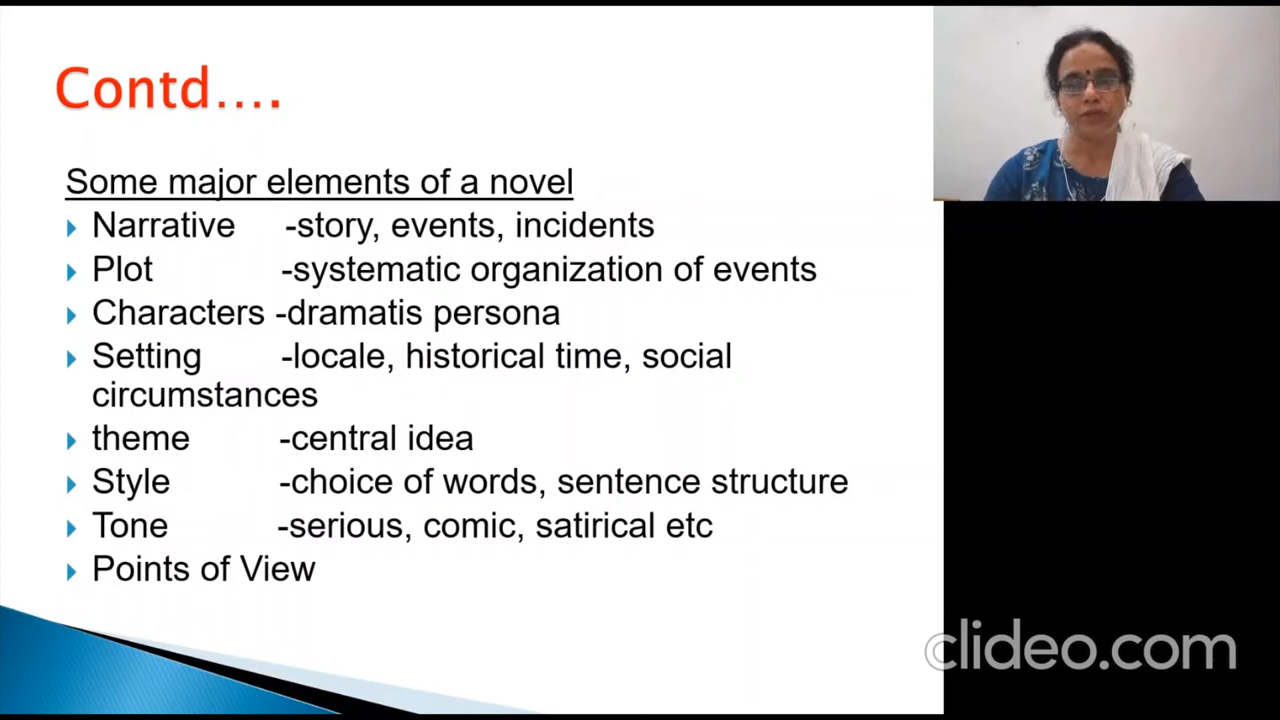 Contd....
Some major elements of a novel
Narrative -story, events, incidents
Plot -systematic organization of events
Characters -dramatis persona
Setting -locale, historical time, social
circumstances
theme -central idea
Style -choice of words, sentence structure
Tone -serious, comic, satirical etc
Points of View
clideo.com